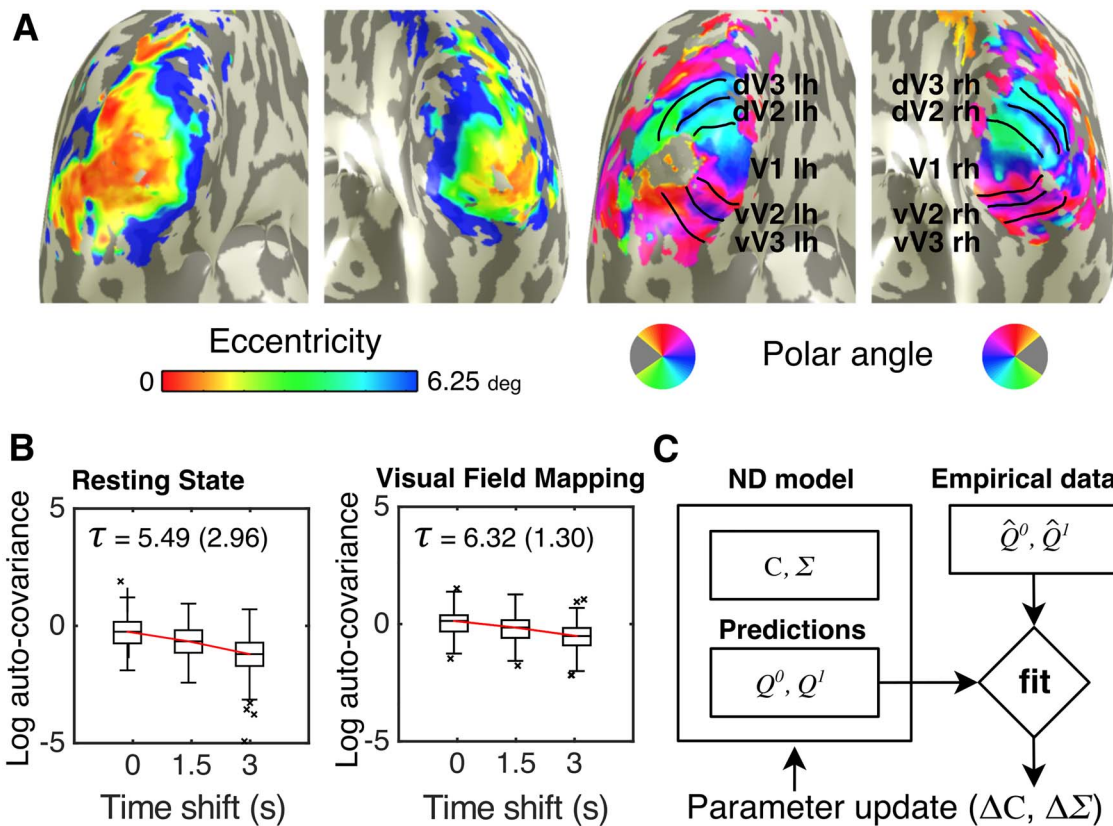 A
dV3 lh
dV2 lh
V1 lh
vV2 lh
vV3 lh
dV3 rh
dV2 rh
V1 rh
vV2 rh
vV3 rh
Eccentricity
0
6.25 deg
Polar angle
B
Resting State
Log auto-covariance
5
0
-5
τ = 5.49 (2.96)
0 1.5 3
Time shift (s)
Visual Field Mapping
Log auto-covariance
5
0
-5
τ = 6.32 (1.30)
0 1.5 3
Time shift (s)
C
ND model
C, Σ
Predictions
Q⁰, Q¹
Empirical data
Q̂⁰, Q̂¹
fit
Parameter update (ΔC, ΔΣ)